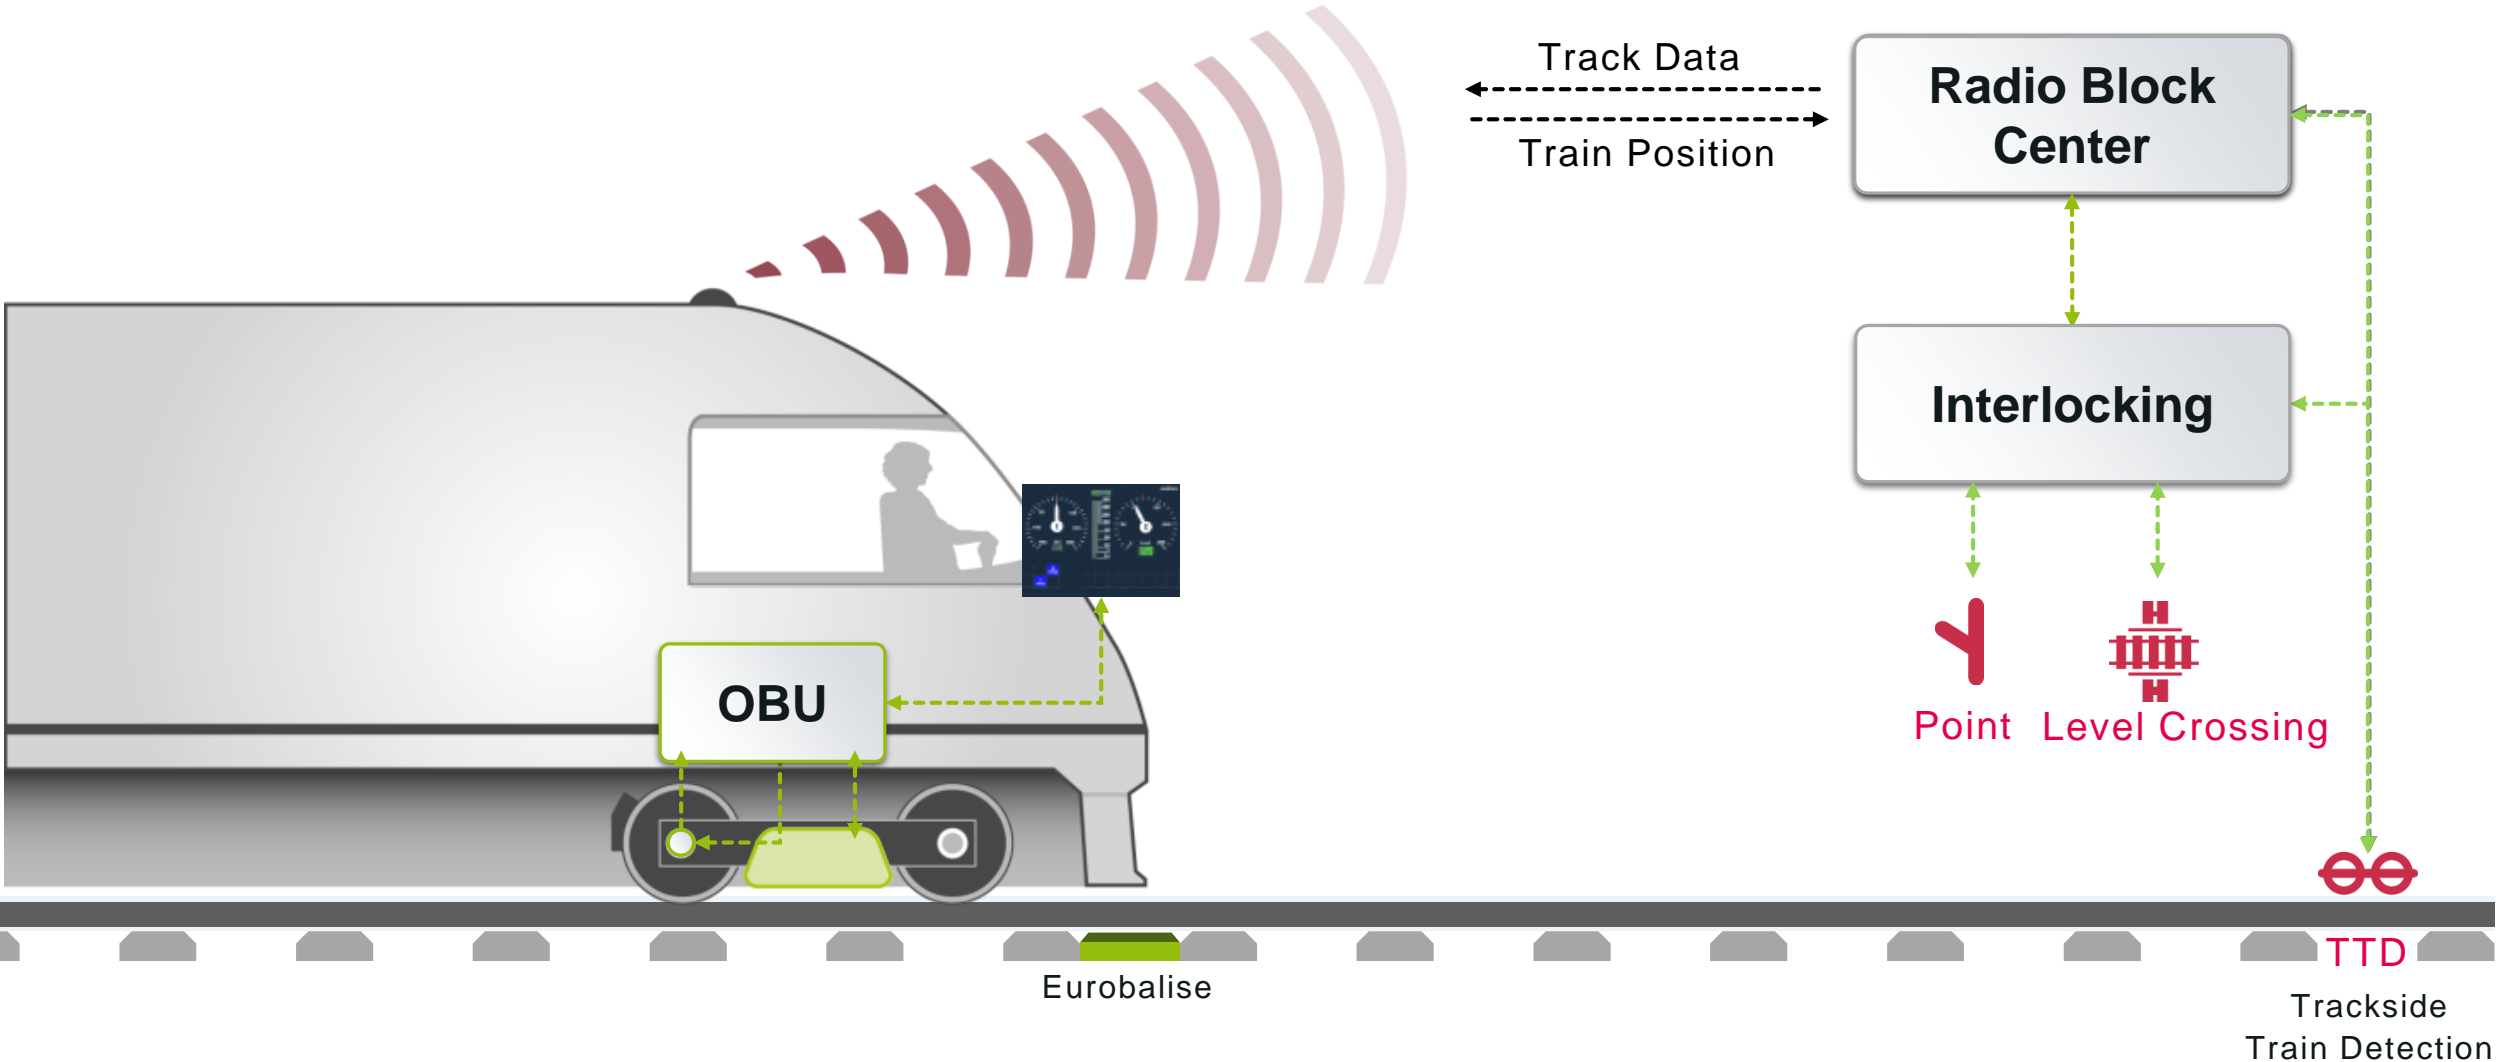 Track Data
Train Position
Radio Block
Center
Interlocking
OBU
Point
Level Crossing
TTD
Eurobalise
Trackside
Train Detection